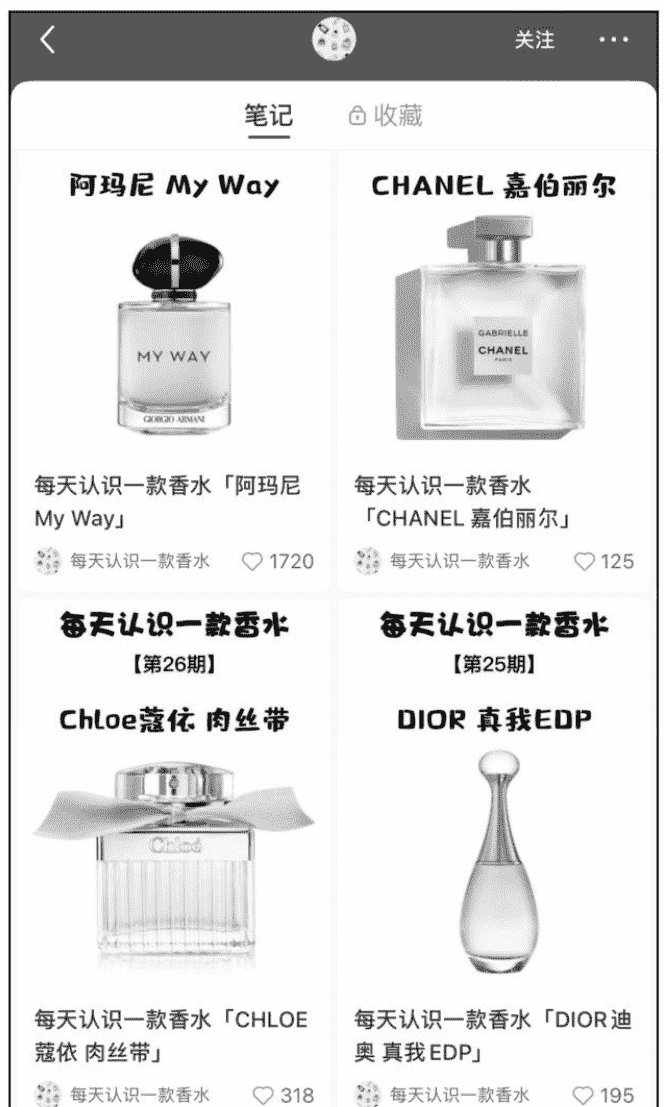 关注
笔记
收藏
阿玛尼 My Way
MY WAY
GIORGIO ARMANI
每天认识一款香水「阿玛尼
My Way」
每天认识一款香水
1720
CHANEL 嘉伯丽尔
GABRIELLE
CHANEL
PARIS
每天认识一款香水
「CHANEL 嘉伯丽尔」
每天认识一款香水
125
每天认识一款香水
【第26期】
Chloe蔻依 肉丝带
Chloé
每天认识一款香水「CHLOE
蔻依 肉丝带」
每天认识一款香水
318
每天认识一款香水
【第25期】
DIOR 真我EDP
每天认识一款香水「DIOR迪
奥 真我EDP」
每天认识一款香水
195